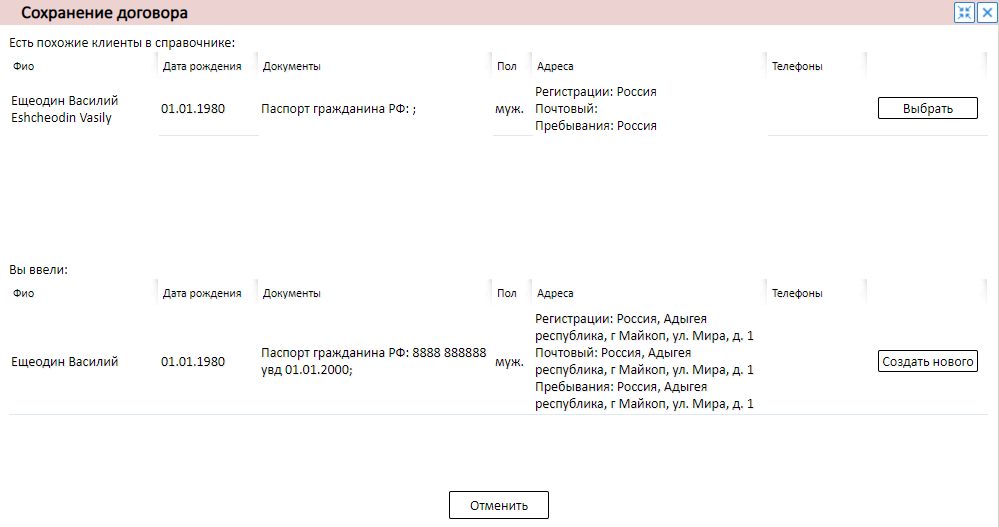 Сохранение договора
Есть похожие клиенты в справочнике:
Фио Дата рождения Документы Пол Адреса Телефоны
Ещеодин Василий
Eshcheodin Vasily
01.01.1980
Паспорт гражданина РФ: ;
муж.
Регистрации: Россия
Почтовый:
Пребывания: Россия
Выбрать
Вы ввели:
Фио Дата рождения Документы Пол Адреса Телефоны
Ещеодин Василий
01.01.1980
Паспорт гражданина РФ: 8888 888888
увд 01.01.2000;
муж.
Регистрации: Россия, Адыгея
республика, г Майкоп, ул. Мира, д. 1
Почтовый: Россия, Адыгея
республика, г Майкоп, ул. Мира, д. 1
Пребывания: Россия, Адыгея
республика, г Майкоп, ул. Мира, д. 1
Создать нового
Отменить